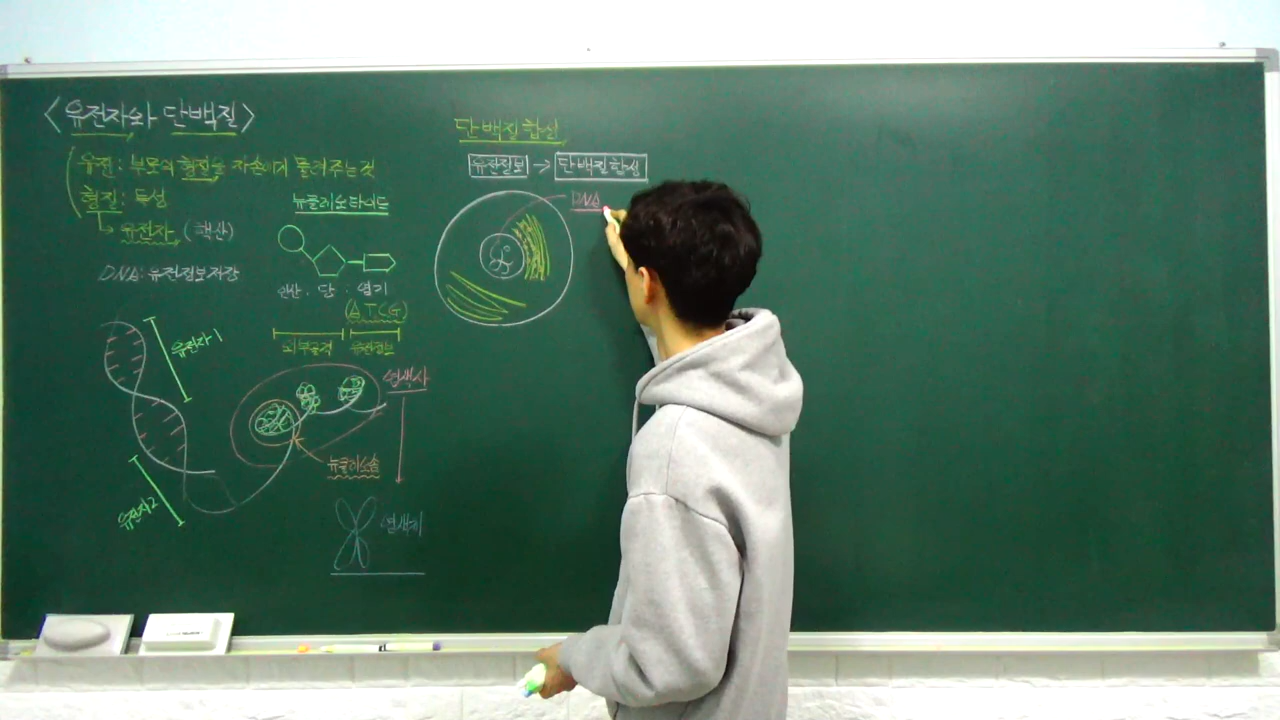 <유전자와 단백질>
유전: 부모의 형질을 자손에게 물려주는것
형질: 특성
↳ 유전자 (핵산)
DNA: 유전정보저장
뉴클레오타이드
인산 : 당 : 염기
(A.T.C.G)
외부골격 유전정보
유전자1
유전자2
염색사
뉴클레오솜
염색체
단백질합성
유전정보 → 단백질합성
DNA